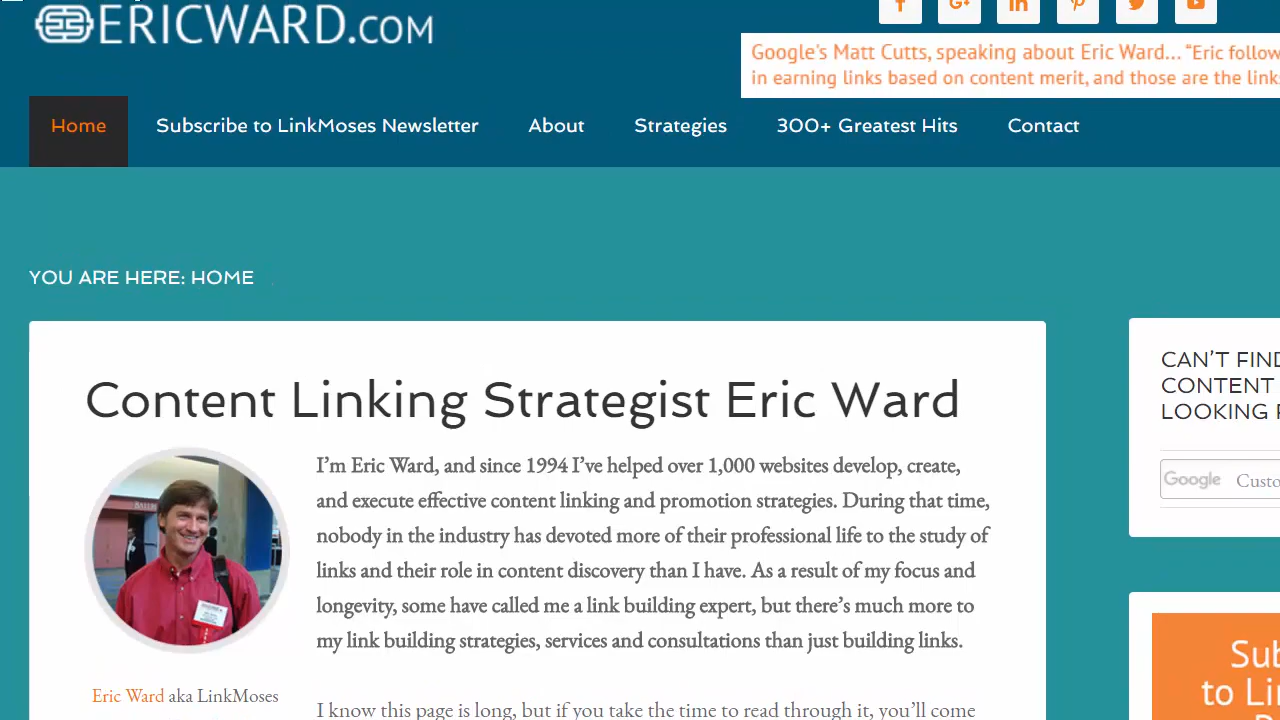 ERICWARD.COM
Google's Matt Cutts, speaking about Eric Ward... “Eric follow
in earning links based on content merit, and those are the links
Home
Subscribe to LinkMoses Newsletter
About
Strategies
300+ Greatest Hits
Contact
YOU ARE HERE: HOME
Content Linking Strategist Eric Ward
I’m Eric Ward, and since 1994 I’ve helped over 1,000 websites develop, create,
and execute effective content linking and promotion strategies. During that time,
nobody in the industry has devoted more of their professional life to the study of
links and their role in content discovery than I have. As a result of my focus and
longevity, some have called me a link building expert, but there’s much more to
my link building strategies, services and consultations than just building links.
Eric Ward aka LinkMoses
I know this page is long, but if you take the time to read through it, you’ll come
CAN’T FIND
CONTENT
LOOKING F
Google Custo
Sub
to Lin